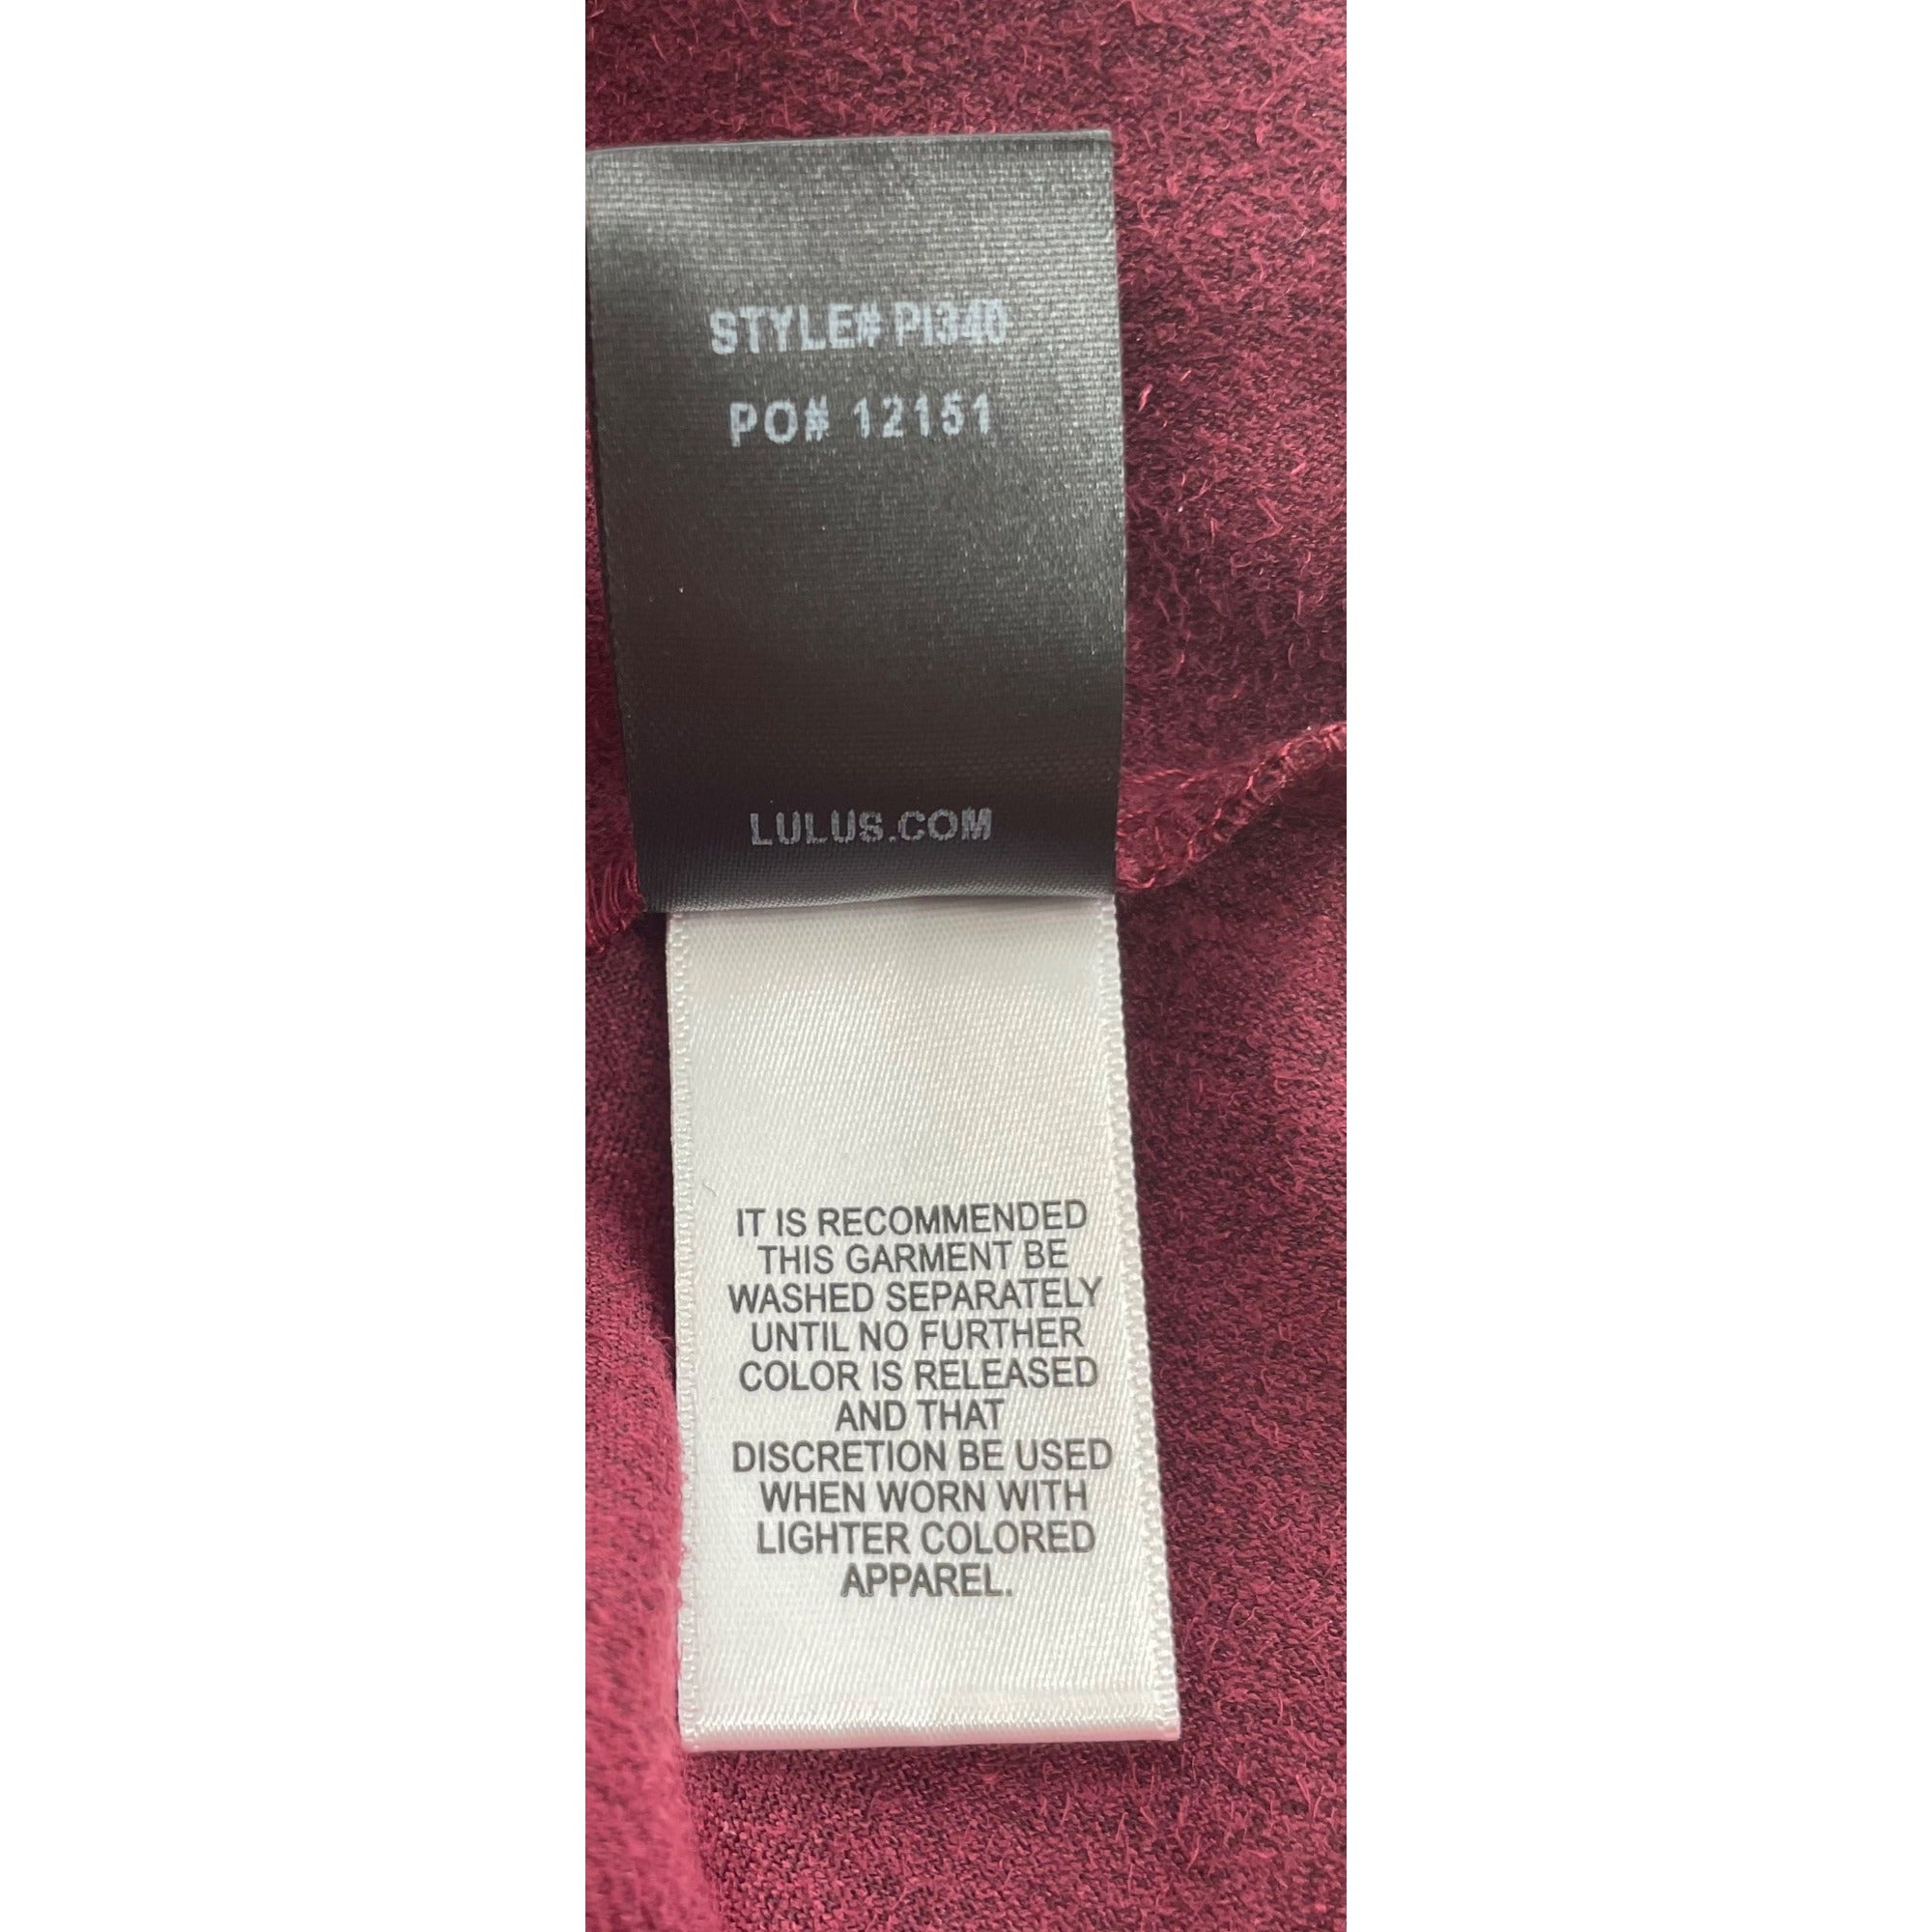 STYLE# PI340
PO# 12151
LULUS.COM
IT IS RECOMMENDED
THIS GARMENT BE
WASHED SEPARATELY
UNTIL NO FURTHER
COLOR IS RELEASED
AND THAT
DISCRETION BE USED
WHEN WORN WITH
LIGHTER COLORED
APPAREL.